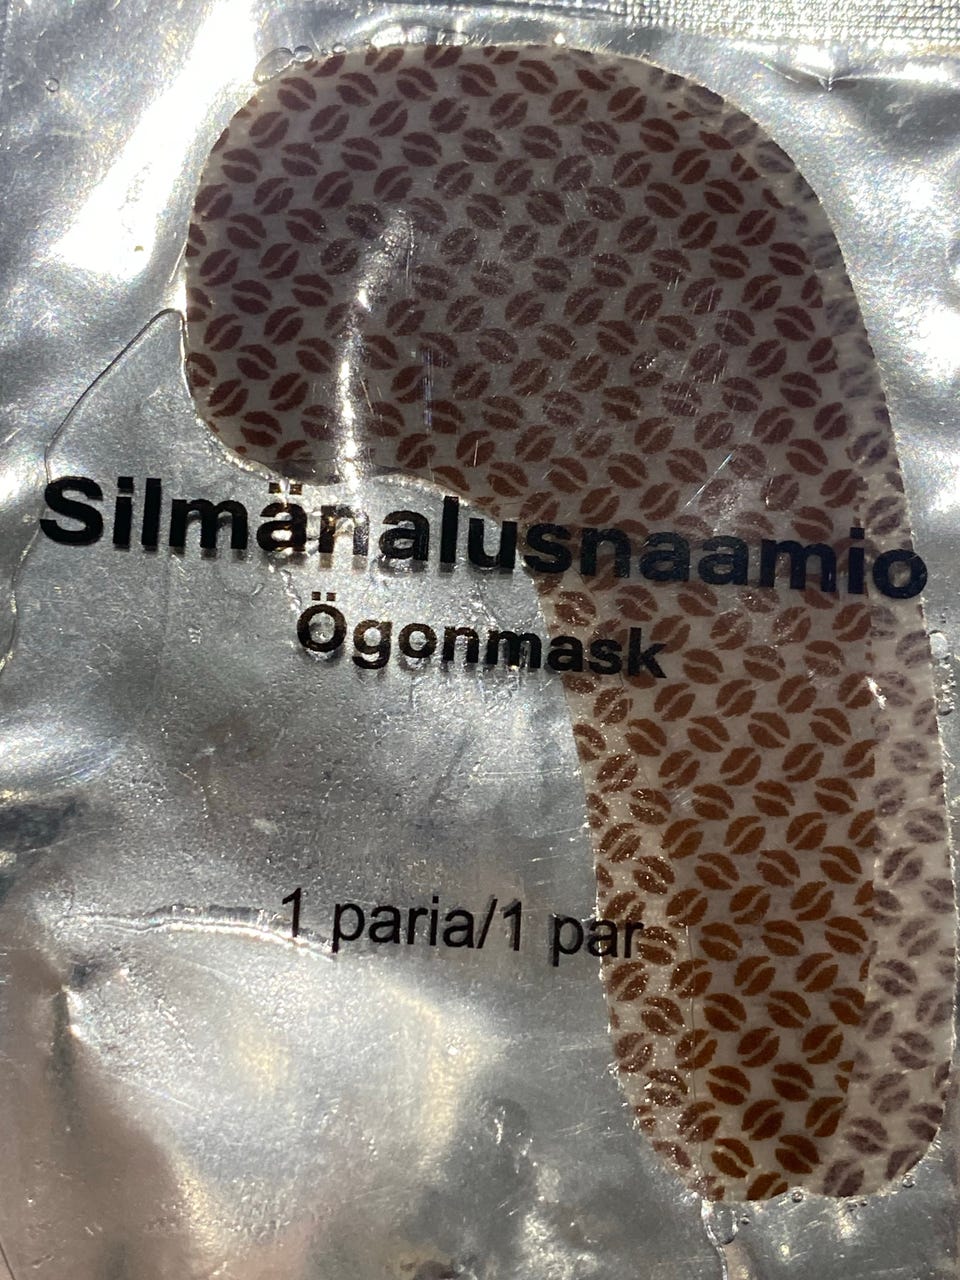 Silmänalusnaamio
Ögonmask
1 paria/1 par